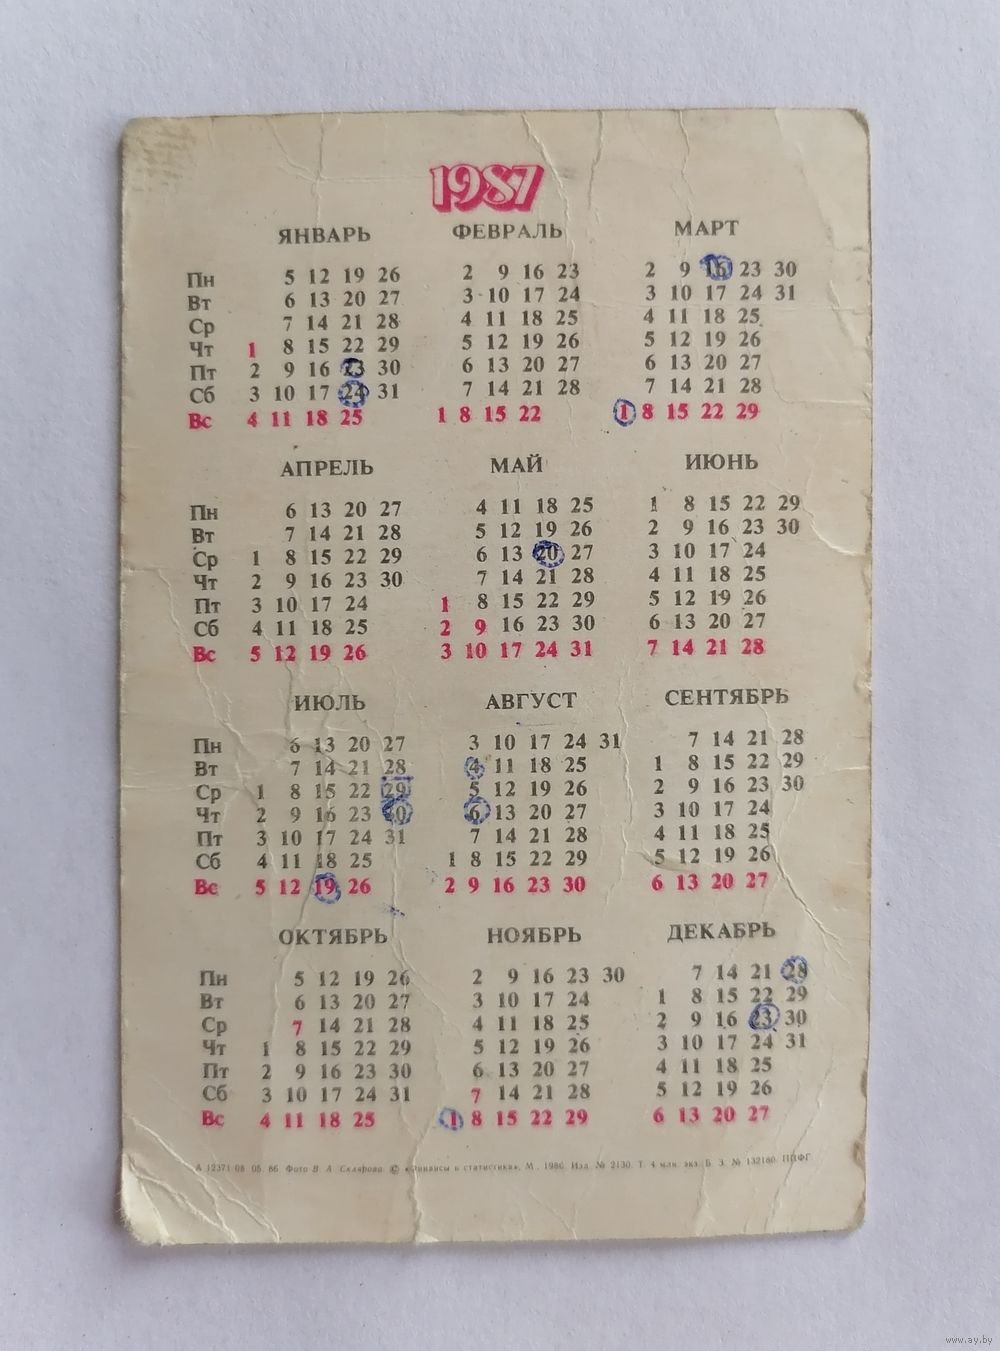 1987
ЯНВАРЬ ФЕВРАЛЬ МАРТ
Пн 5 12 19 26 2 9 16 23 2 9 16 23 30
Вт 6 13 20 27 3 10 17 24 3 10 17 24 31
Ср 7 14 21 28 4 11 18 25 4 11 18 25
Чт 1 8 15 22 29 5 12 19 26 5 12 19 26
Пт 2 9 16 23 30 6 13 20 27 6 13 20 27
Сб 3 10 17 24 31 7 14 21 28 7 14 21 28
Вс 4 11 18 25 1 8 15 22 1 8 15 22 29
АПРЕЛЬ МАЙ ИЮНЬ
Пн 6 13 20 27 4 11 18 25 1 8 15 22 29
Вт 7 14 21 28 5 12 19 26 2 9 16 23 30
Ср 1 8 15 22 29 6 13 20 27 3 10 17 24
Чт 2 9 16 23 30 7 14 21 28 4 11 18 25
Пт 3 10 17 24 1 8 15 22 29 5 12 19 26
Сб 4 11 18 25 2 9 16 23 30 6 13 20 27
Вс 5 12 19 26 3 10 17 24 31 7 14 21 28
ИЮЛЬ АВГУСТ СЕНТЯБРЬ
Пн 6 13 20 27 3 10 17 24 31 7 14 21 28
Вт 7 14 21 28 4 11 18 25 1 8 15 22 29
Ср 1 8 15 22 29 5 12 19 26 2 9 16 23 30
Чт 2 9 16 23 30 6 13 20 27 3 10 17 24
Пт 3 10 17 24 31 7 14 21 28 4 11 18 25
Сб 4 11 18 25 1 8 15 22 29 5 12 19 26
Вс 5 12 19 26 2 9 16 23 30 6 13 20 27
ОКТЯБРЬ НОЯБРЬ ДЕКАБРЬ
Пн 5 12 19 26 2 9 16 23 30 7 14 21 28
Вт 6 13 20 27 3 10 17 24 1 8 15 22 29
Ср 7 14 21 28 4 11 18 25 2 9 16 23 30
Чт 1 8 15 22 29 5 12 19 26 3 10 17 24 31
Пт 2 9 16 23 30 6 13 20 27 4 11 18 25
Сб 3 10 17 24 31 7 14 21 28 5 12 19 26
Вс 4 11 18 25 1 8 15 22 29 6 13 20 27
А 12371 08. 05. 86 Фото В. А. Склярова © «Финансы и статистика», М., 1986. Изд. № 2130. Т. 4 млн. экз. Б. З. № 132160. ППФГ
www.ay.by